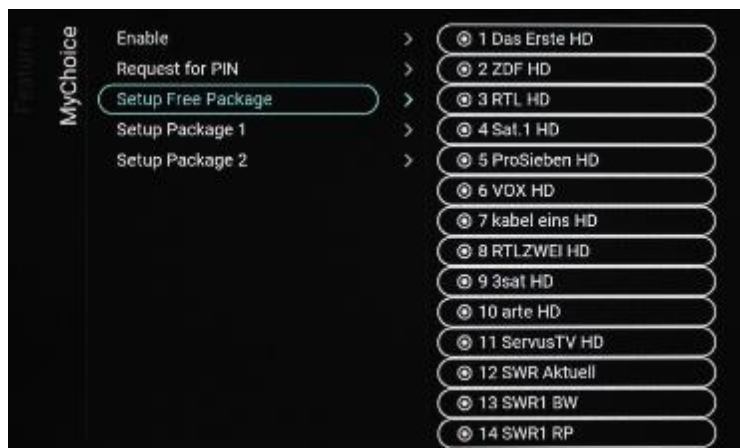 Features
MyChoice
Enable
Request for PIN
Setup Free Package
Setup Package 1
Setup Package 2
1 Das Erste HD
2 ZDF HD
3 RTL HD
4 Sat.1 HD
5 ProSieben HD
6 VOX HD
7 kabel eins HD
8 RTLZWEI HD
9 3sat HD
10 arte HD
11 ServusTV HD
12 SWR Aktuell
13 SWR1 BW
14 SWR1 RP